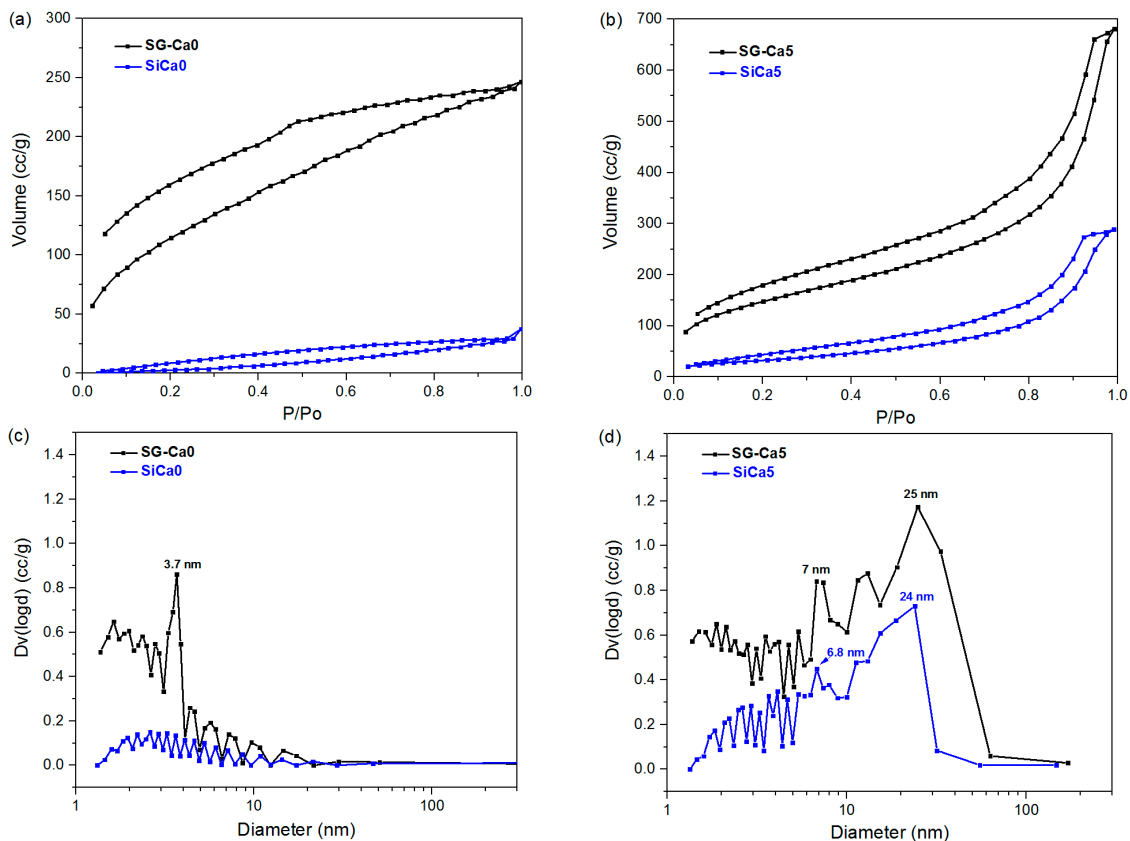 (a)
SG-Ca0
SiCa0
Volume (cc/g)
300
250
200
150
100
50
0
0.0 0.2 0.4 0.6 0.8 1.0
P/Po
(b)
SG-Ca5
SiCa5
Volume (cc/g)
700
600
500
400
300
200
100
0
0.0 0.2 0.4 0.6 0.8 1.0
P/Po
(c)
SG-Ca0
SiCa0
3.7 nm
Dv(logd) (cc/g)
1.4
1.2
1.0
0.8
0.6
0.4
0.2
0.0
1 10 100
Diameter (nm)
(d)
SG-Ca5
SiCa5
25 nm
7 nm
24 nm
6.8 nm
Dv(logd) (cc/g)
1.4
1.2
1.0
0.8
0.6
0.4
0.2
0.0
1 10 100
Diameter (nm)